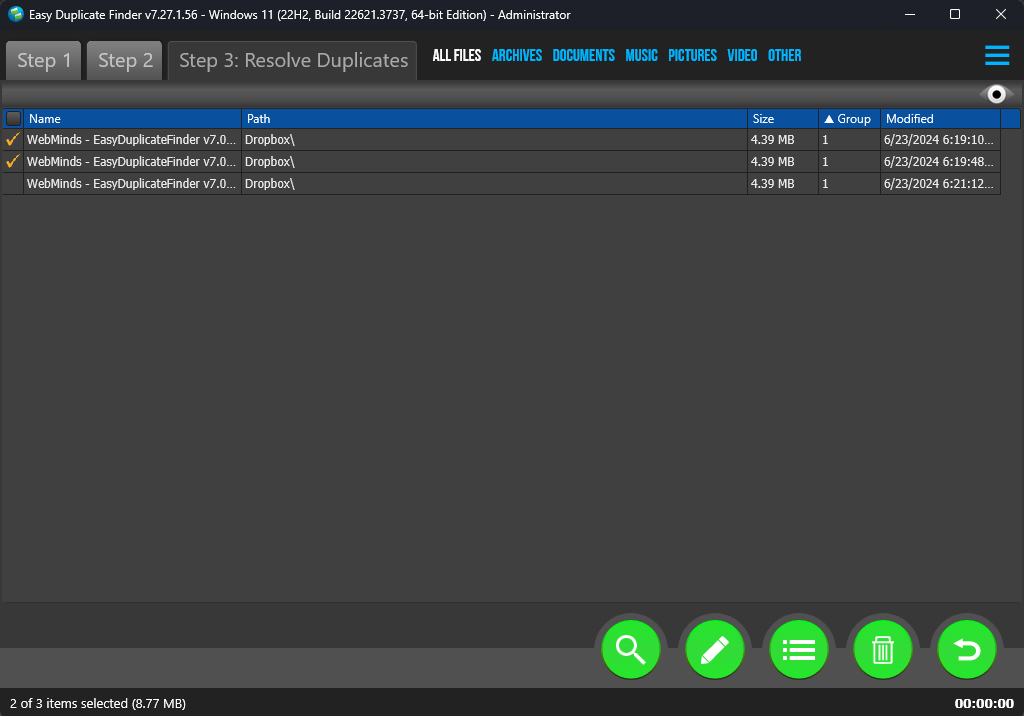 Easy Duplicate Finder v7.27.1.56 - Windows 11 (22H2, Build 22621.3737, 64-bit Edition) - Administrator
Step 1 Step 2 Step 3: Resolve Duplicates ALL FILES ARCHIVES DOCUMENTS MUSIC PICTURES VIDEO OTHER
Name Path Size ▲ Group Modified
WebMinds - EasyDuplicateFinder v7.0... Dropbox\ 4.39 MB 1 6/23/2024 6:19:10...
WebMinds - EasyDuplicateFinder v7.0... Dropbox\ 4.39 MB 1 6/23/2024 6:19:48...
WebMinds - EasyDuplicateFinder v7.0... Dropbox\ 4.39 MB 1 6/23/2024 6:21:12...
2 of 3 items selected (8.77 MB) 00:00:00